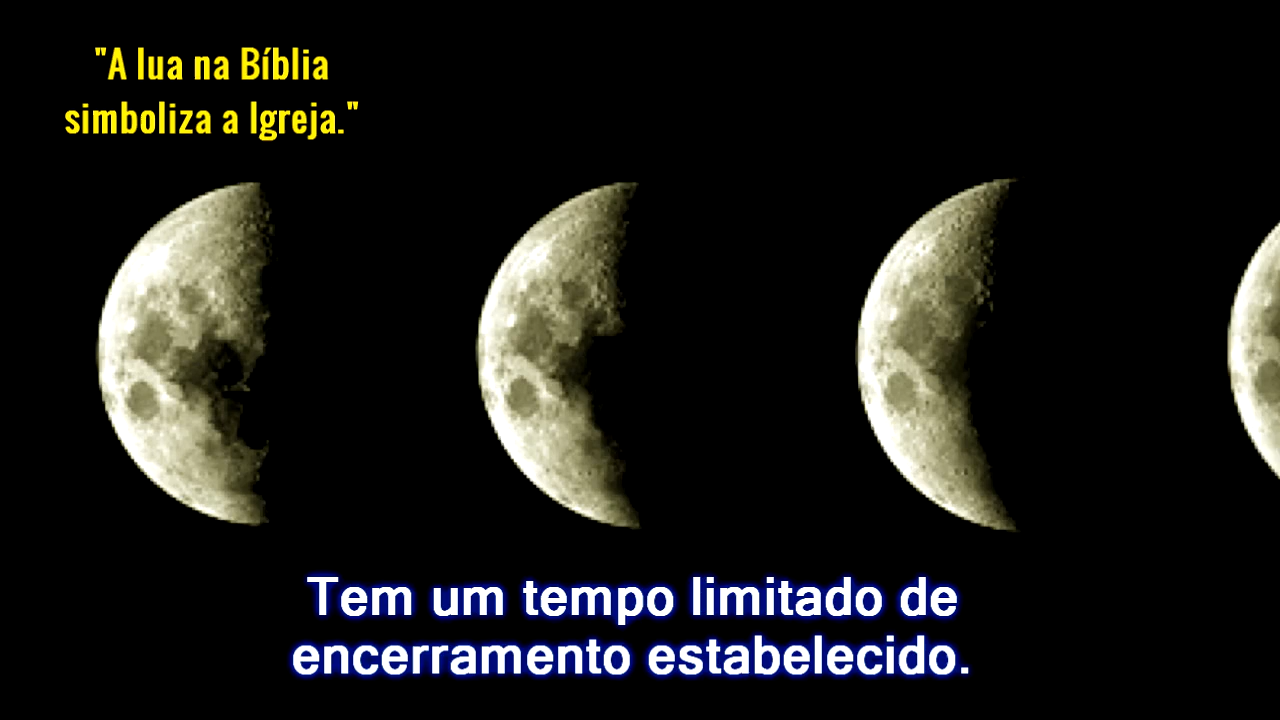 "A lua na Bíblia
simboliza a Igreja."
Tem um tempo limitado de
encerramento estabelecido.